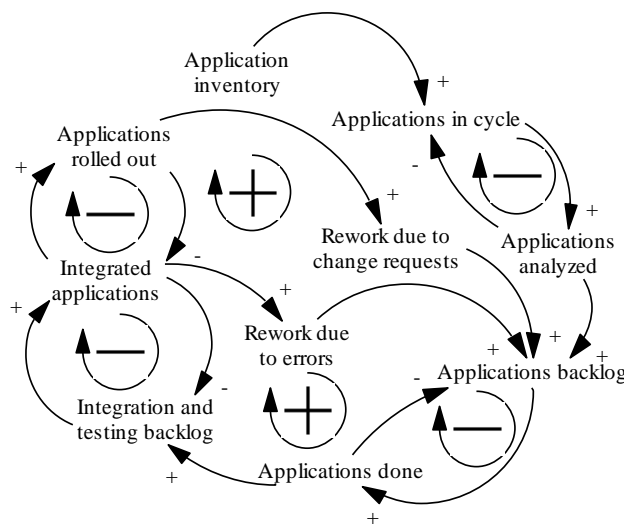 Application
inventory
+
Applications in cycle
-
Applications
rolled out
+
+
+
Rework due to
change requests
Applications
analyzed
Integrated
applications
-
+
+
Rework due
to errors
+
+
+
Applications backlog
-
-
Integration and
testing backlog
Applications done
+
+